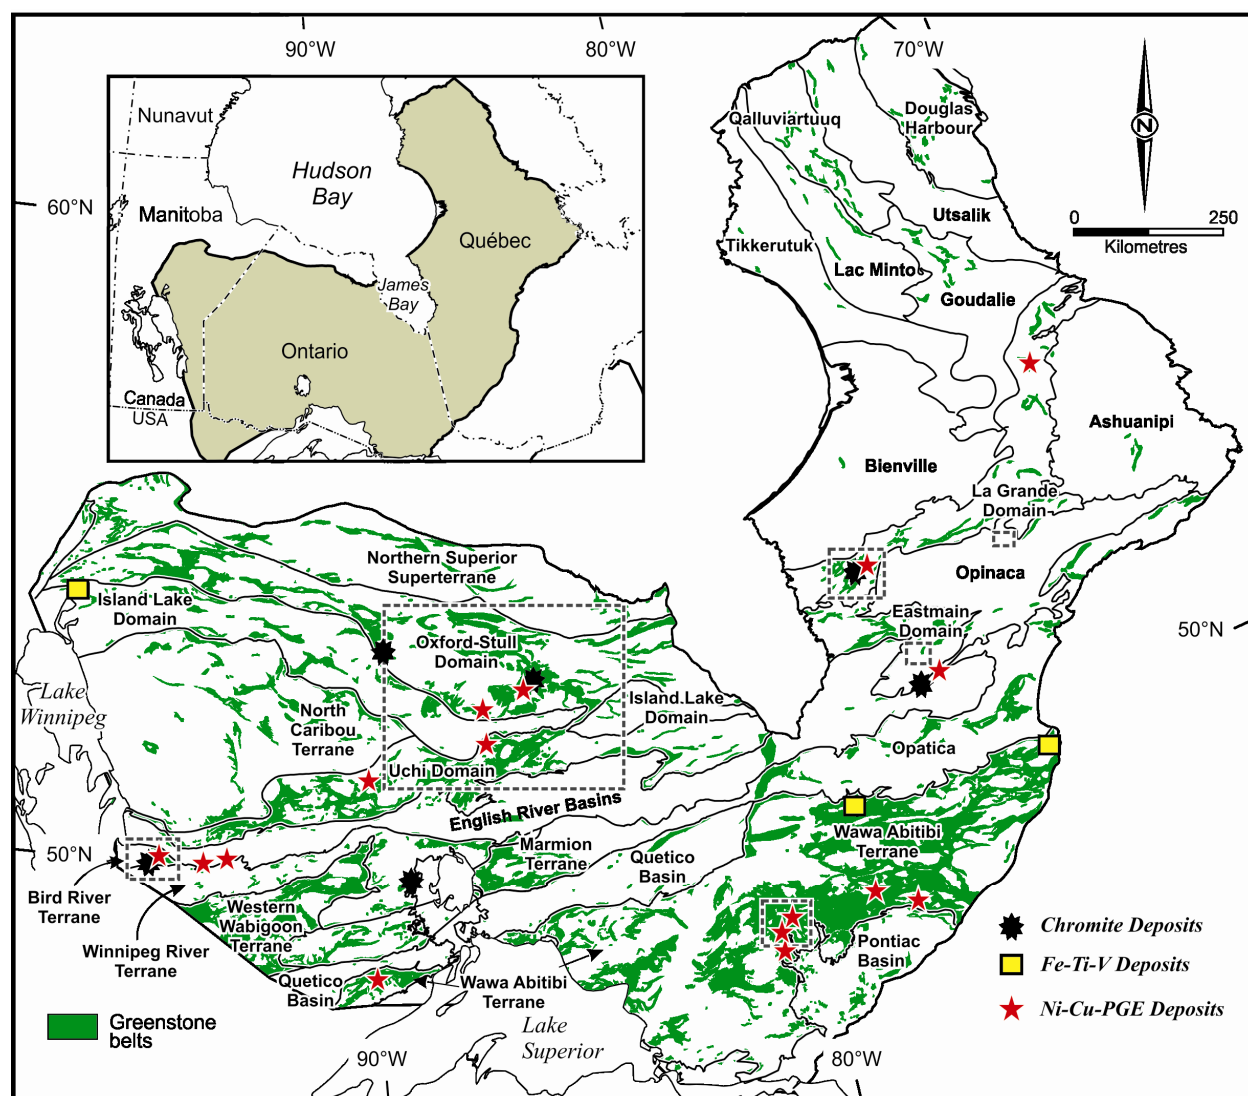 90°W
80°W
70°W
60°N
Nunavut
Hudson
Bay
Manitoba
Québec
James
Bay
Ontario
Canada
USA
N
0
250
Kilometres
Qalluviartuuq
Douglas
Harbour
Utsalik
Tikkerutuk
Lac Minto
Goudalie
Ashuanipi
Bienville
La Grande
Domain
Opinaca
Eastmain
Domain
50°N
Northern Superior
Superterrane
Island Lake
Domain
Oxford-Stull
Domain
Lake
Winnipeg
North
Caribou
Terrane
Island Lake
Domain
Uchi Domain
Opatica
English River Basins
50°N
Wawa Abitibi
Terrane
Marmion
Terrane
Quetico
Basin
Bird River
Terrane
Western
Wabigoon
Terrane
Winnipeg River
Terrane
Pontiac
Basin
Quetico
Basin
Wawa Abitibi
Terrane
Lake
Superior
Chromite Deposits
Fe-Ti-V Deposits
Ni-Cu-PGE Deposits
Greenstone
belts
90°W
80°W